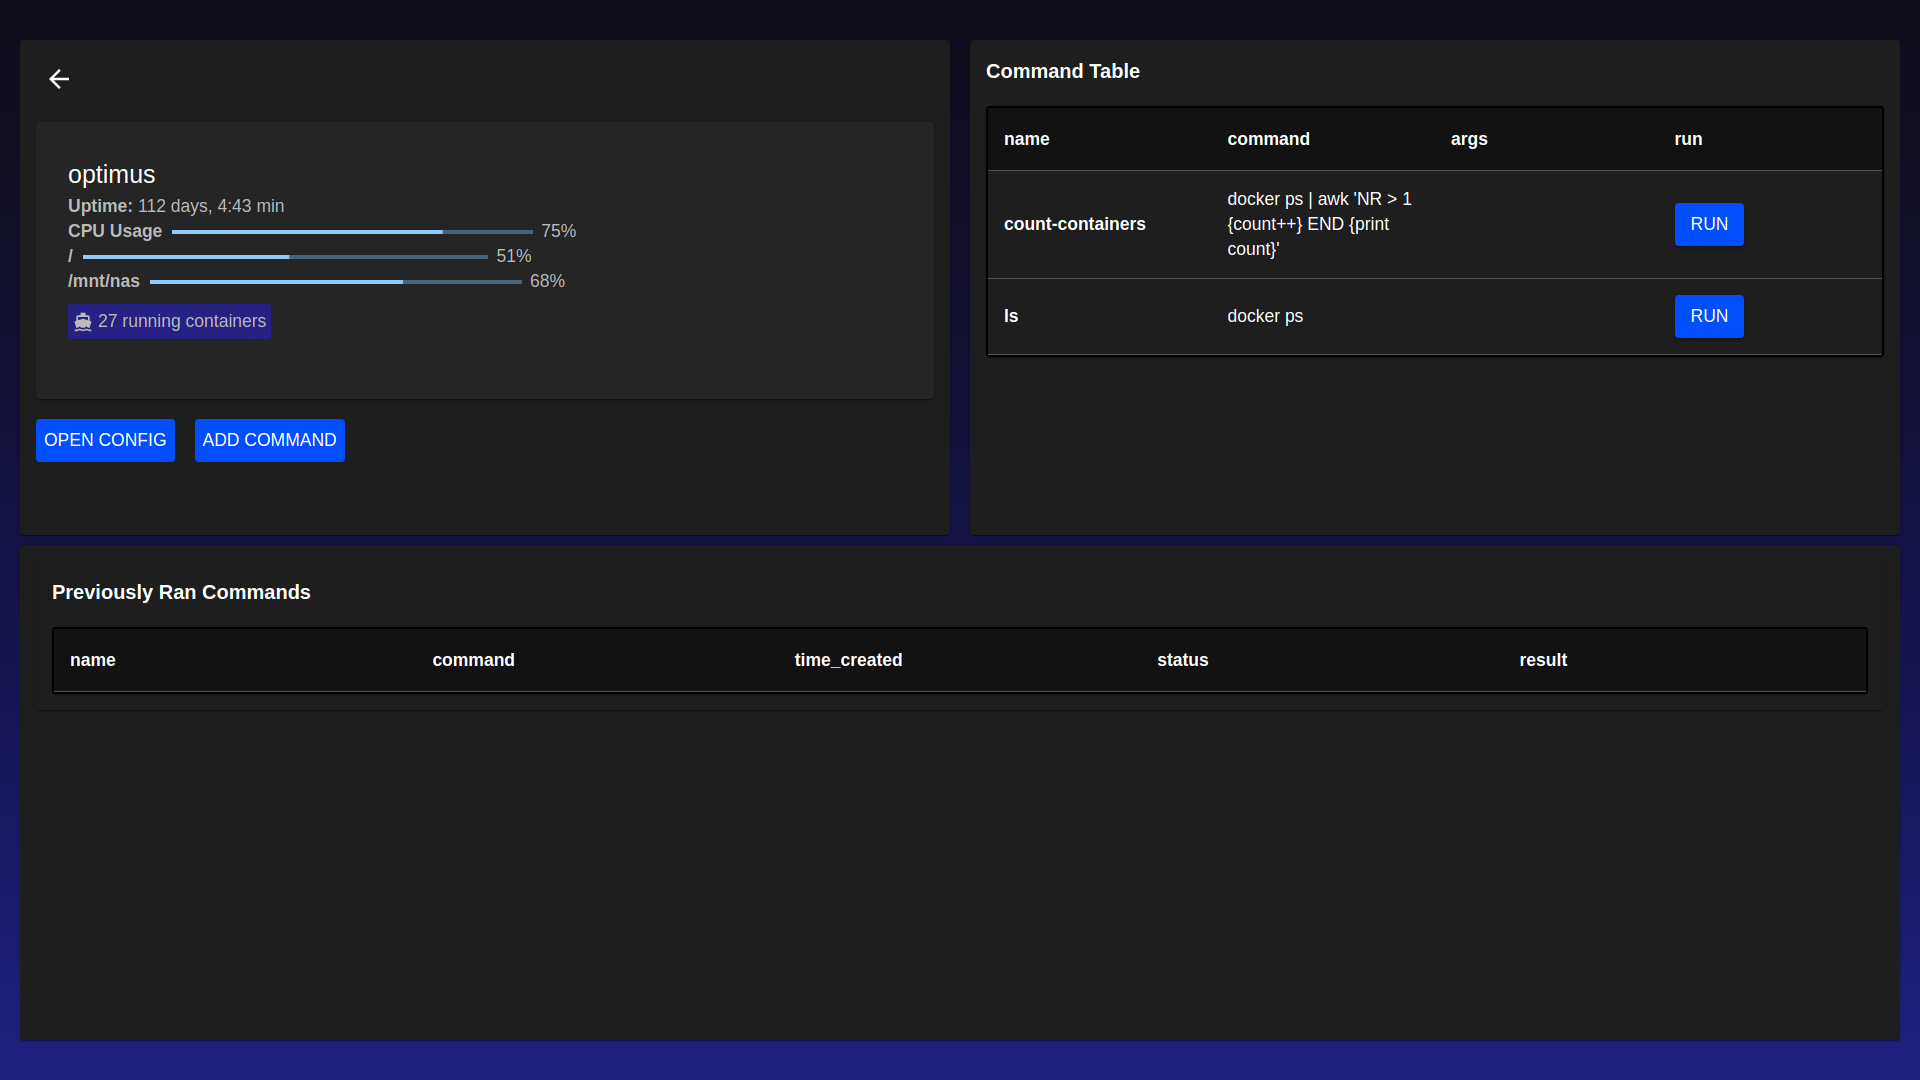 optimus
Uptime: 112 days, 4:43 min
CPU Usage 75%
/ 51%
/mnt/nas 68%
27 running containers
OPEN CONFIG ADD COMMAND
Command Table
name command args run
count-containers docker ps | awk 'NR > 1
{count++} END {print
count}' RUN
ls docker ps RUN
Previously Ran Commands
name command time_created status result